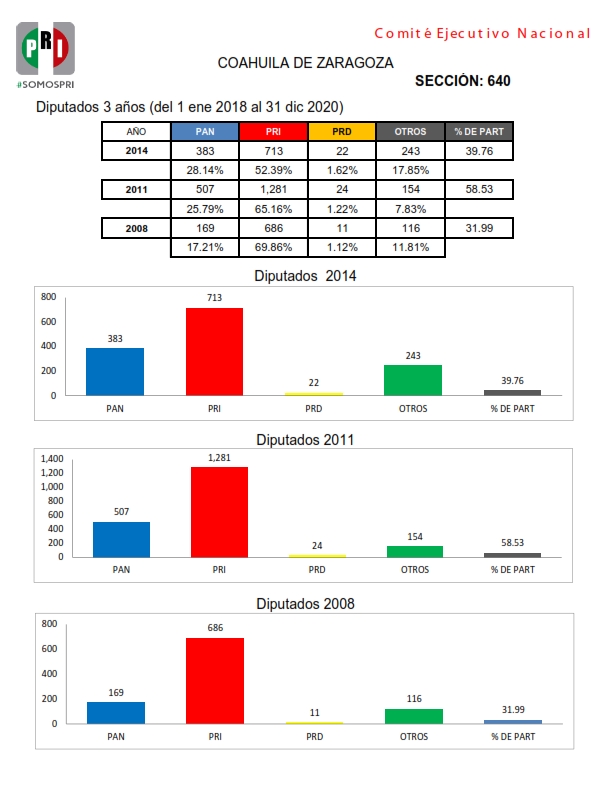 PRI
#SOMOSPRI
Comité Ejecutivo Nacional
COAHUILA DE ZARAGOZA
SECCIÓN: 640
Diputados 3 años (del 1 ene 2018 al 31 dic 2020)
AÑO PAN PRI PRD OTROS % DE PART
2014 383 713 22 243 39.76
28.14% 52.39% 1.62% 17.85%
2011 507 1,281 24 154 58.53
25.79% 65.16% 1.22% 7.83%
2008 169 686 11 116 31.99
17.21% 69.86% 1.12% 11.81%
Diputados 2014
800
600
400
200
0
383 713 22 243 39.76
PAN PRI PRD OTROS % DE PART
Diputados 2011
1,400
1,200
1,000
800
600
400
200
0
507 1,281 24 154 58.53
PAN PRI PRD OTROS % DE PART
Diputados 2008
800
600
400
200
0
169 686 11 116 31.99
PAN PRI PRD OTROS % DE PART